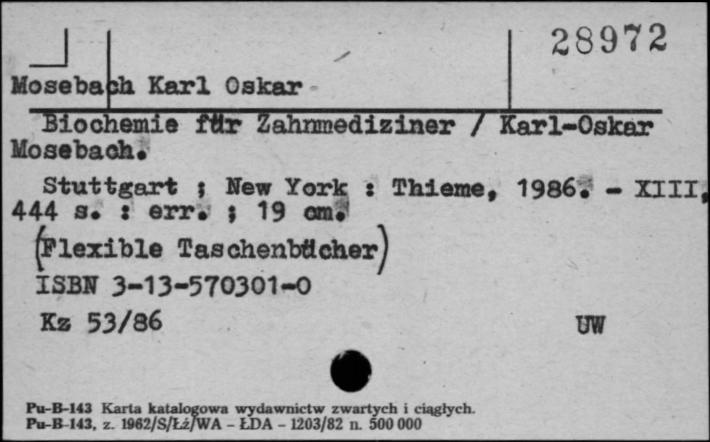 28972
Mosebach Karl Oskar
Biochemie für Zahnmediziner / Karl-Oskar
Mosebach.
Stuttgart ; New York : Thieme, 1986. - XIII,
444 s. : err. ; 19 cm.
(Flexible Taschenbücher)
ISBN 3-13-570301-0
Kz 53/86 UW
Pu-B-143 Karta katalogowa wydawnictw zwartych i ciągłych.
Pu-B-143, z. 1962/S/Łź/WA - ŁDA - 1203/82 n. 500 000